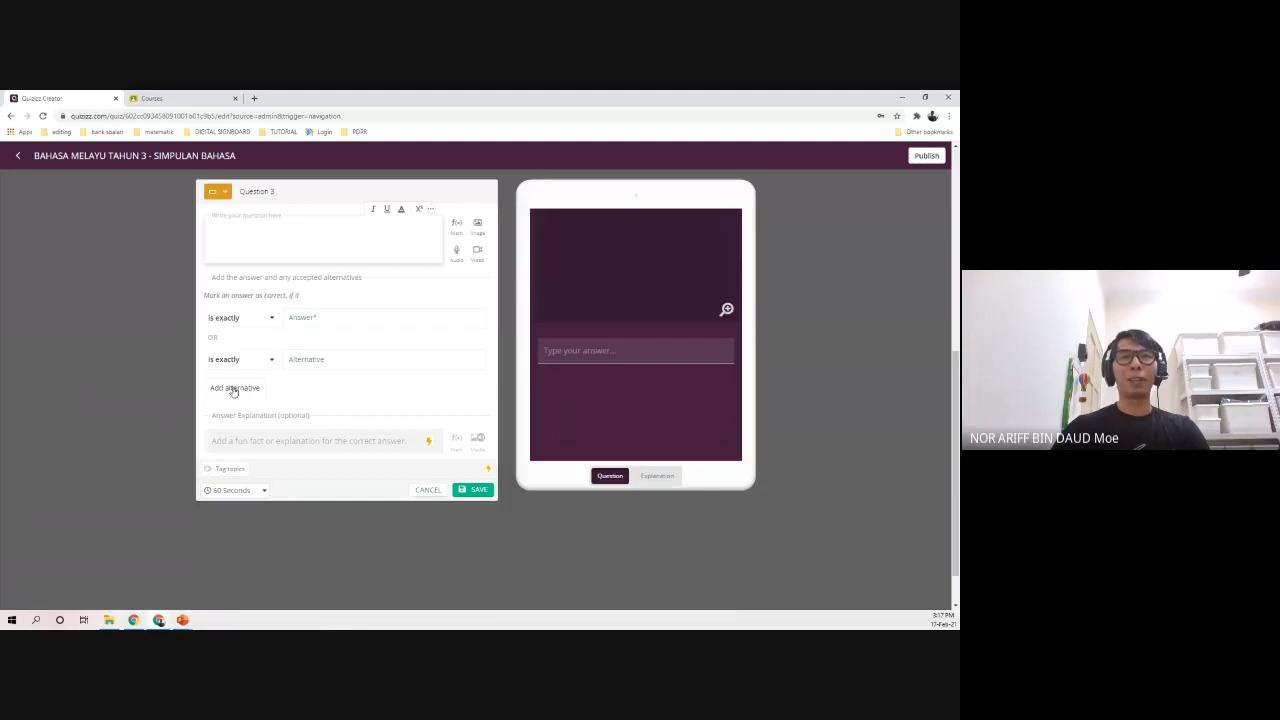 Quizizz Creator
Courses
quizizz.com/quiz/602cc093458091001b01c9b5/edit?source=admin&trigger=navigation
Apps editing bank soalan matematik DIGITAL SIGNBOARD TUTORIAL Login PDPR Other bookmarks
BAHASA MELAYU TAHUN 3 - SIMPULAN BAHASA
Publish
Question 3
Write your question here
Math Image
Audio Video
Add the answer and any accepted alternatives
Mark an answer as correct, if it
is exactly Answer*
OR
is exactly Alternative
Add alternative
Answer Explanation (optional)
Add a fun fact or explanation for the correct answer.
Math Media
Tag topics
60 Seconds CANCEL SAVE
Type your answer...
Question Explanation
NOR ARIFF BIN DAUD Moe
3:17 PM
17-Feb-21